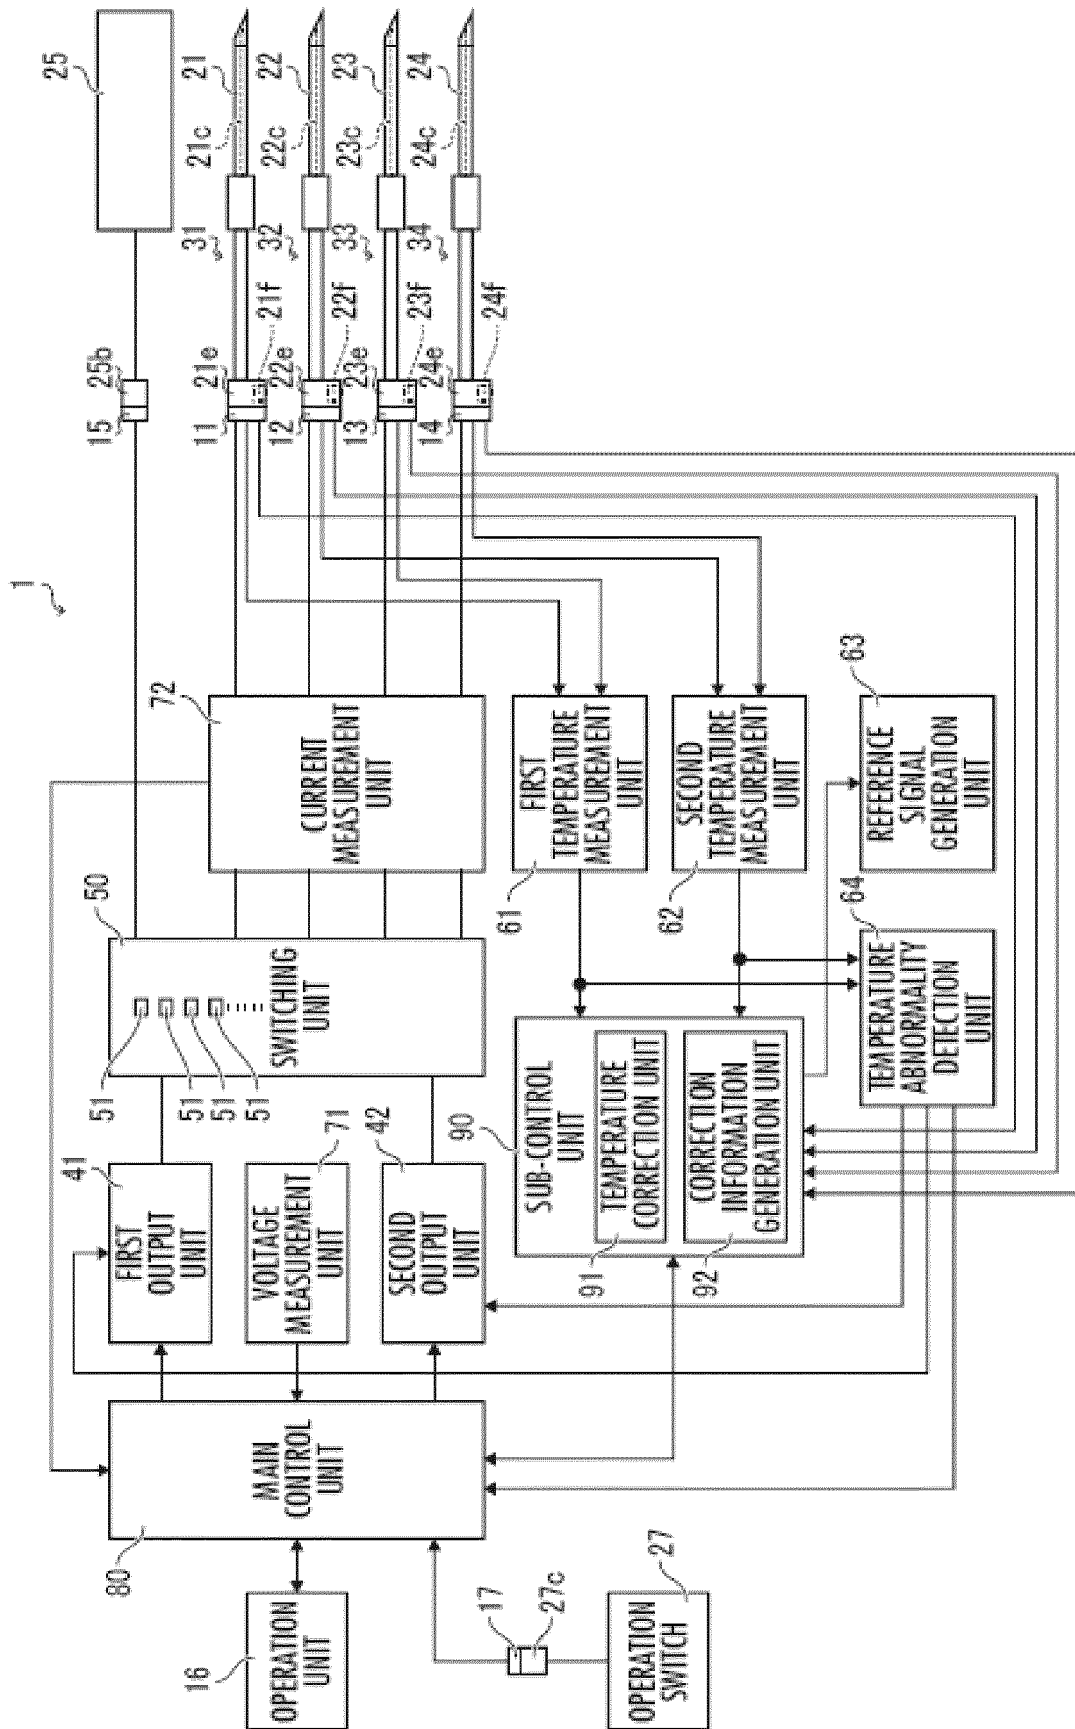 1
25
15
25b
21
21c
31
11
21e
21f
22
22c
32
12
22e
22f
23
23c
33
13
23e
23f
24
24c
34
14
24e
24f
72
CURRENT
MEASUREMENT
UNIT
50
51
51
51
51
SWITCHING
UNIT
41
FIRST
OUTPUT
UNIT
71
VOLTAGE
MEASUREMENT
UNIT
42
SECOND
OUTPUT
UNIT
80
MAIN
CONTROL
UNIT
16
OPERATION
UNIT
17
27c
27
OPERATION
SWITCH
61
FIRST
TEMPERATURE
MEASUREMENT
UNIT
62
SECOND
TEMPERATURE
MEASUREMENT
UNIT
63
REFERENCE
SIGNAL
GENERATION
UNIT
64
TEMPERATURE
ABNORMALITY
DETECTION
UNIT
90
SUB-CONTROL
UNIT
91
TEMPERATURE
CORRECTION UNIT
92
CORRECTION
INFORMATION
GENERATION UNIT